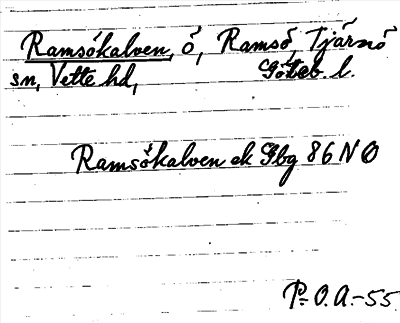 Ramsökalven, ö, Ramsö, Tjärnö
sn, Vette hd, Göteb. l.
Ramsökalven ek Gbg 86 N O
P-O.A.-55